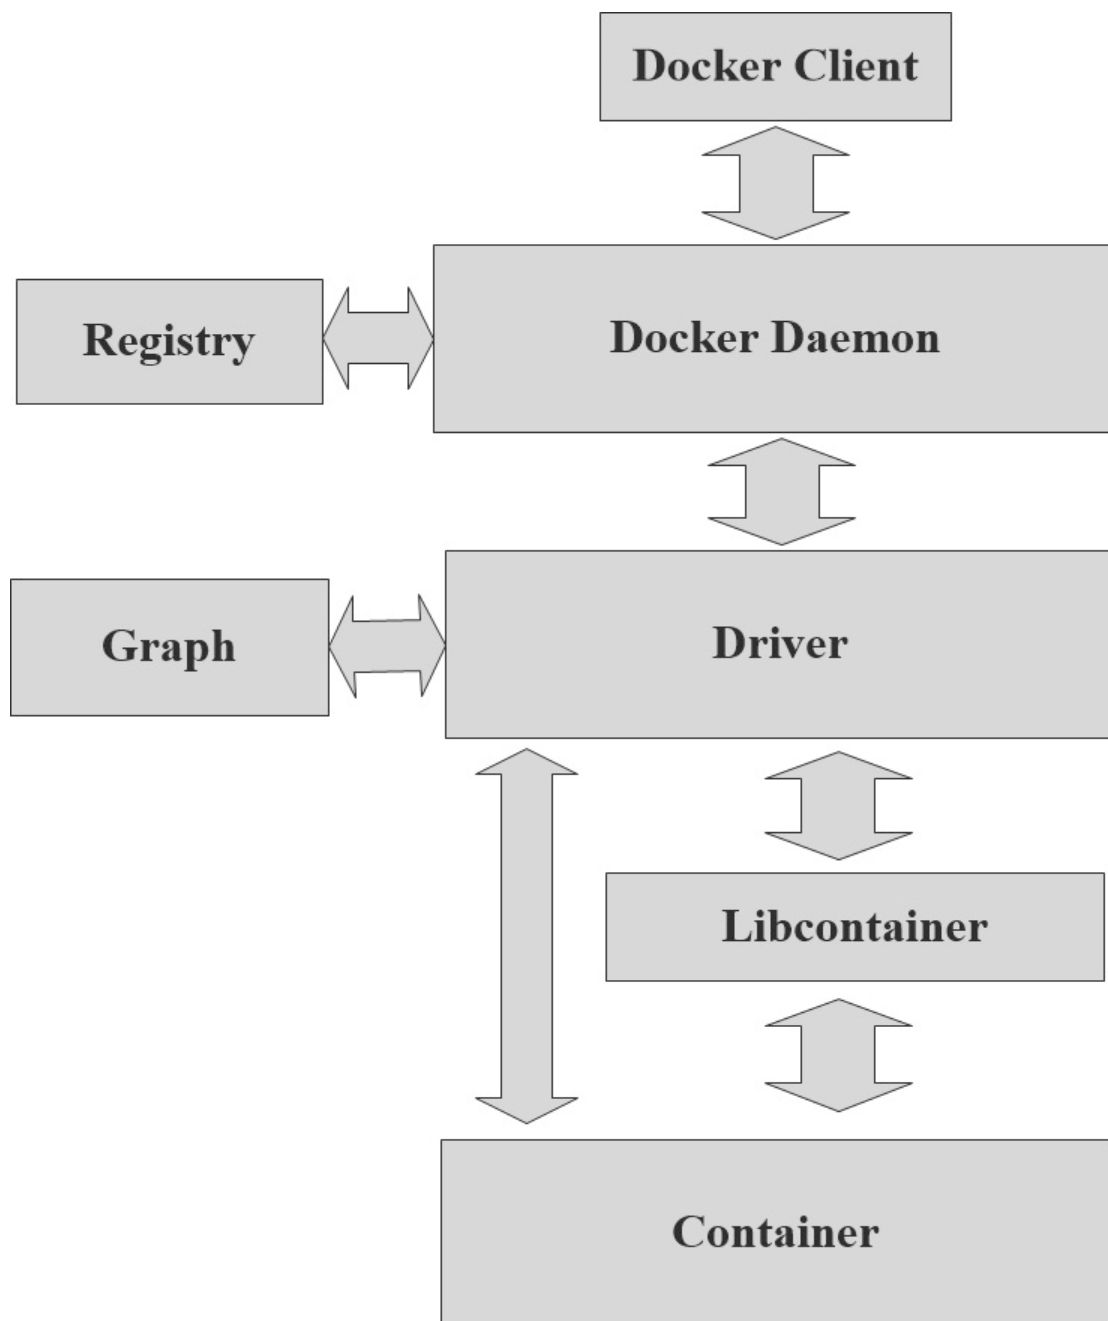 Docker Client
Registry
Docker Daemon
Graph
Driver
Libcontainer
Container